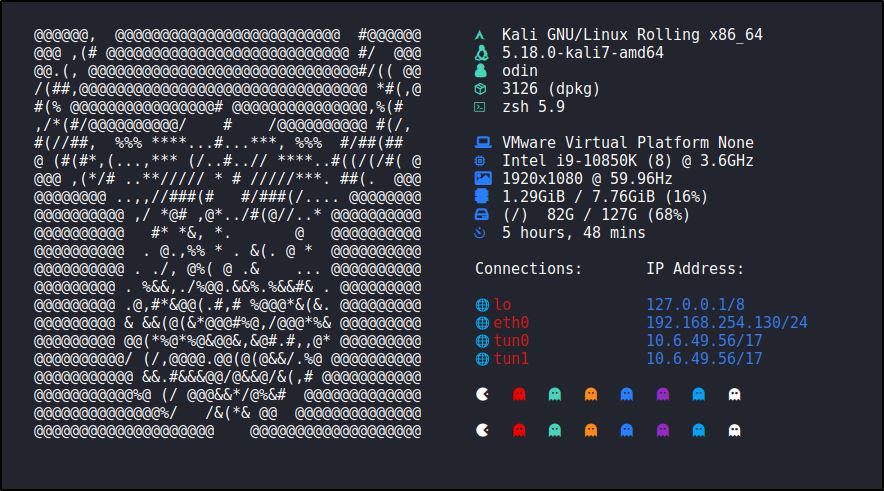 Kali GNU/Linux Rolling x86_64
5.18.0-kali7-amd64
odin
3126 (dpkg)
zsh 5.9
VMware Virtual Platform None
Intel i9-10850K (8) @ 3.6GHz
1920x1080 @ 59.96Hz
1.29GiB / 7.76GiB (16%)
(/)  82G / 127G (68%)
5 hours, 48 mins
Connections: IP Address:
lo 127.0.0.1/8
eth0 192.168.254.130/24
tun0 10.6.49.56/17
tun1 10.6.49.56/17